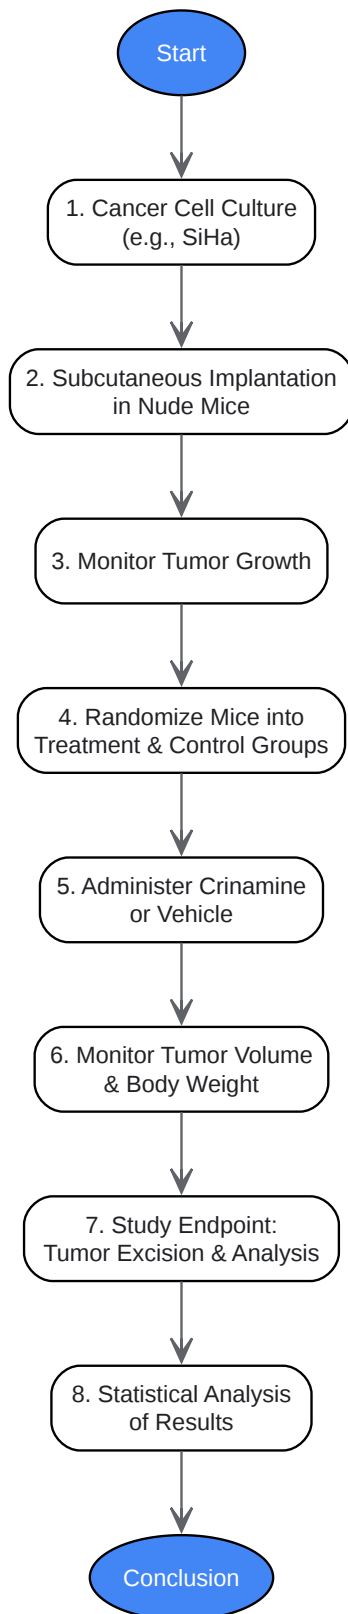 Start
1. Cancer Cell Culture
(e.g., SiHa)
2. Subcutaneous Implantation
in Nude Mice
3. Monitor Tumor Growth
4. Randomize Mice into
Treatment & Control Groups
5. Administer Crinamine
or Vehicle
6. Monitor Tumor Volume
& Body Weight
7. Study Endpoint:
Tumor Excision & Analysis
8. Statistical Analysis
of Results
Conclusion